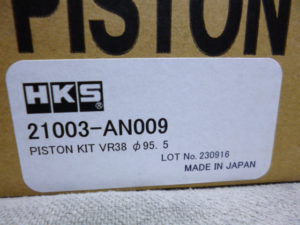 PISTON
HKS
21003-AN009
PISTON KIT VR38 φ95.5
LOT No. 230916
MADE IN JAPAN